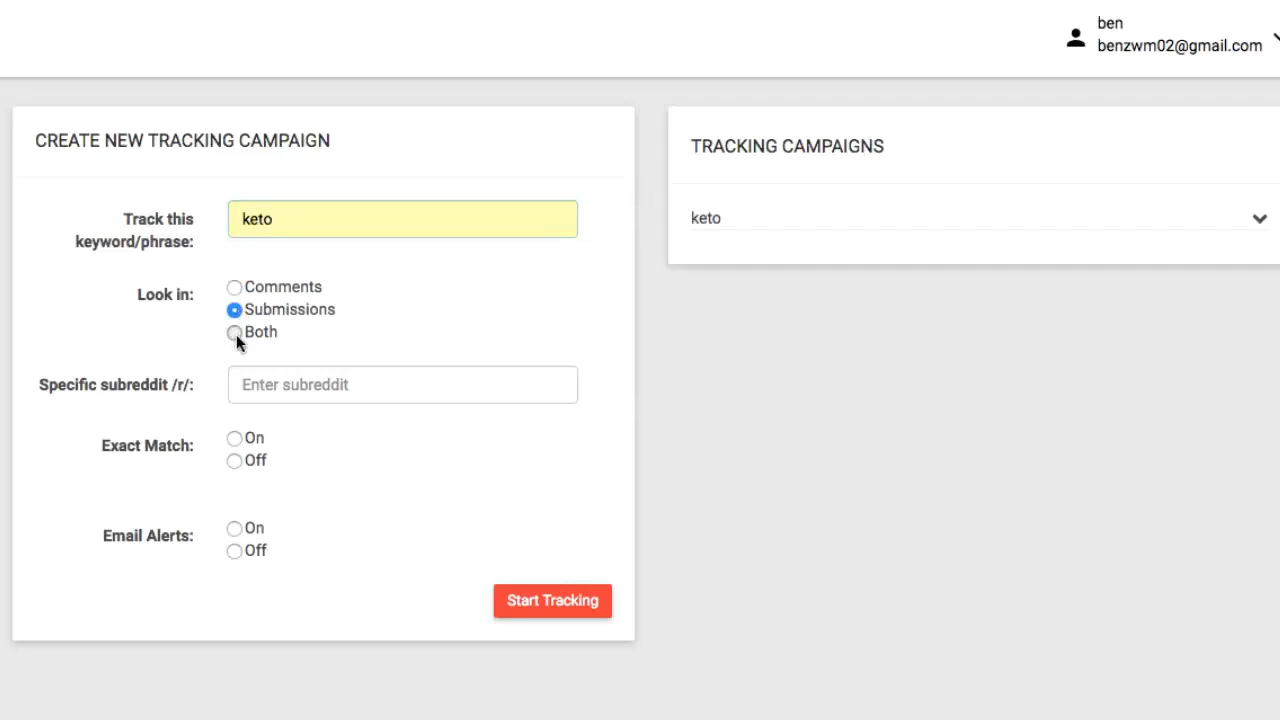 ben
benzwm02@gmail.com
CREATE NEW TRACKING CAMPAIGN
Track this
keyword/phrase:
keto
Look in:
Comments
Submissions
Both
Specific subreddit /r/:
Enter subreddit
Exact Match:
On
Off
Email Alerts:
On
Off
Start Tracking
TRACKING CAMPAIGNS
keto